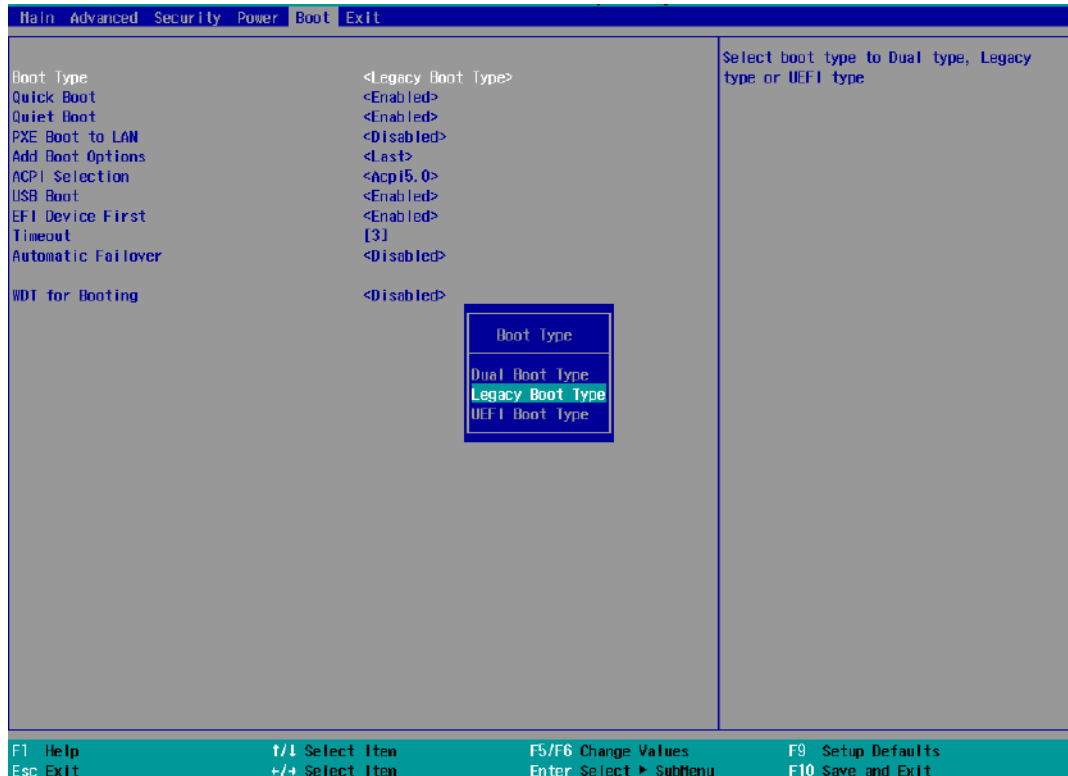 Main Advanced Security Power Boot Exit
Boot Type <Legacy Boot Type>
Quick Boot <Enabled>
Quiet Boot <Enabled>
PXE Boot to LAN <Disabled>
Add Boot Options <Last>
ACPI Selection <Acpi5.0>
USB Boot <Enabled>
EFI Device First <Enabled>
Timeout [3]
Automatic Failover <Disabled>
WDT for Booting <Disabled>
Select boot type to Dual type, Legacy
type or UEFI type
Boot Type
Dual Boot Type
Legacy Boot Type
UEFI Boot Type
F1 Help ↑/↓ Select Item F5/F6 Change Values F9 Setup Defaults
Esc Exit ←/→ Select Item Enter Select ▶ SubMenu F10 Save and Exit